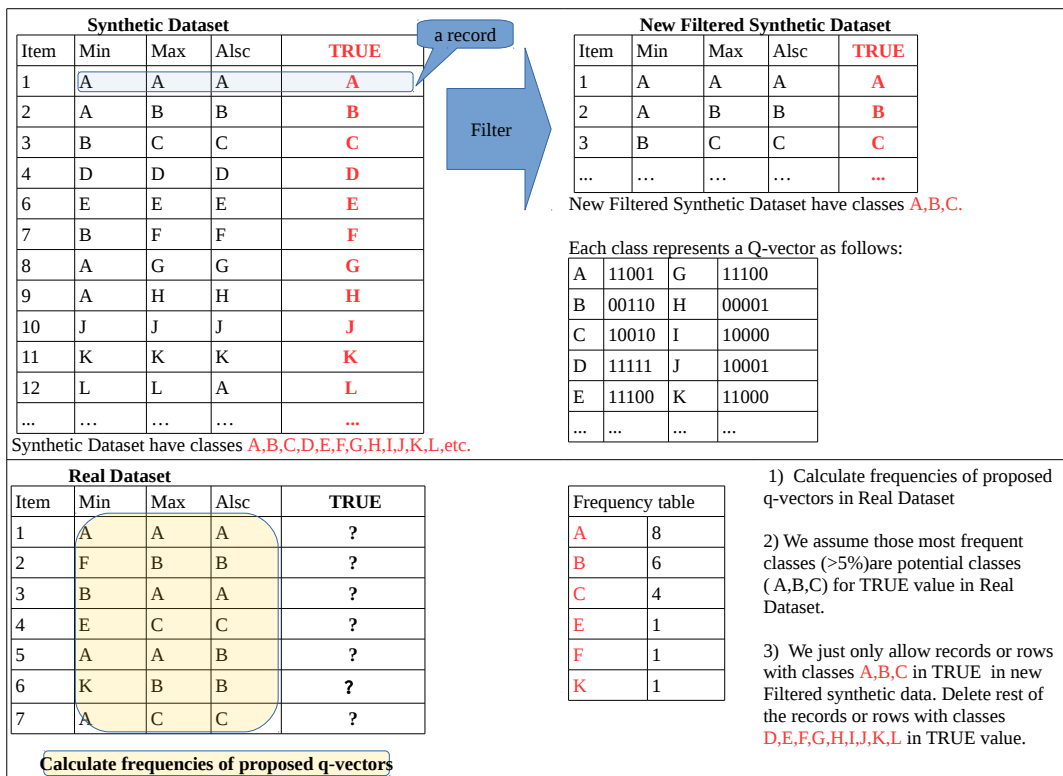 Synthetic Dataset
Item Min Max Alsc TRUE
1 A A A A
2 A B B B
3 B C C C
4 D D D D
6 E E E E
7 B F F F
8 A G G G
9 A H H H
10 J J J J
11 K K K K
12 L L A L
... … … … ...
Synthetic Dataset have classes A,B,C,D,E,F,G,H,I,J,K,L,etc.
a record
Filter
New Filtered Synthetic Dataset
Item Min Max Alsc TRUE
1 A A A A
2 A B B B
3 B C C C
... … … … ...
New Filtered Synthetic Dataset have classes A,B,C.
Each class represents a Q-vector as follows:
A 11001 G 11100
B 00110 H 00001
C 10010 I 10000
D 11111 J 10001
E 11100 K 11000
... ... ... ...
Real Dataset
Item Min Max Alsc TRUE
1 A A A ?
2 F B B ?
3 B A A ?
4 E C C ?
5 A A B ?
6 K B B ?
7 A C C ?
Calculate frequencies of proposed q-vectors
Frequency table
A 8
B 6
C 4
E 1
F 1
K 1
1) Calculate frequencies of proposed
q-vectors in Real Dataset
2) We assume those most frequent
classes (>5%)are potential classes
( A,B,C) for TRUE value in Real
Dataset.
3) We just only allow records or rows
with classes A,B,C in TRUE in new
Filtered synthetic data. Delete rest of
the records or rows with classes
D,E,F,G,H,I,J,K,L in TRUE value.